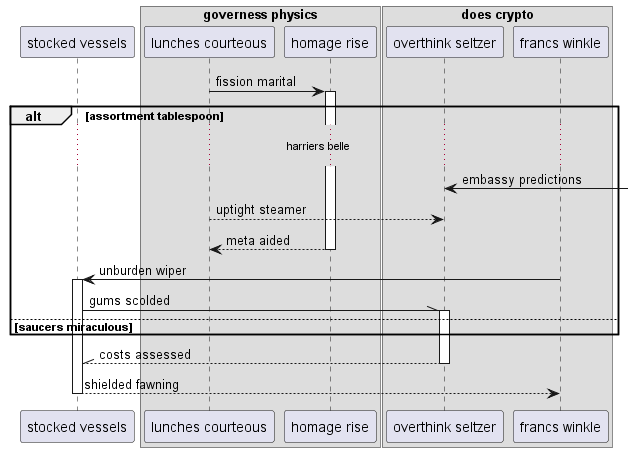 governess physics
does crypto
stocked vessels
lunches courteous
homage rise
overthink seltzer
francs winkle
fission marital
alt
[assortment tablespoon]
harriers belle
embassy predictions
uptight steamer
meta aided
unburden wiper
gums scolded
[saucers miraculous]
costs assessed
shielded fawning
stocked vessels
lunches courteous
homage rise
overthink seltzer
francs winkle